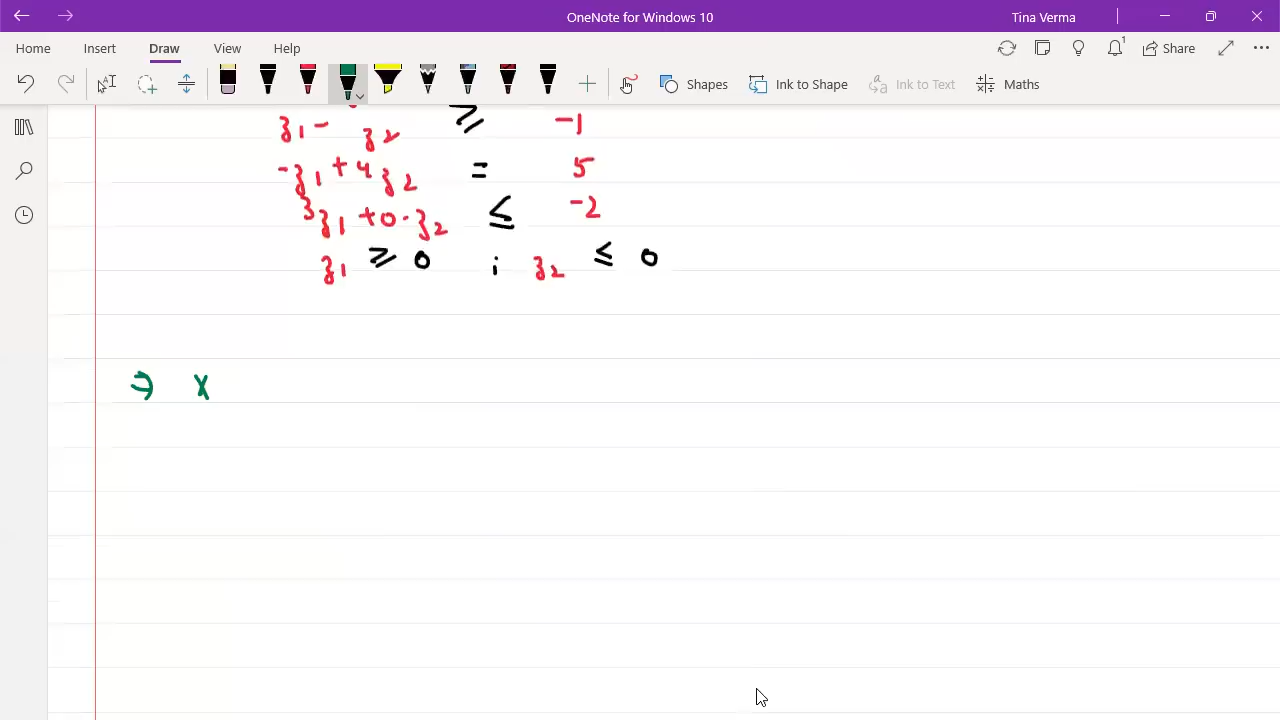 OneNote for Windows 10
Tina Verma
Home Insert Draw View Help
1 Share
Shapes Ink to Shape Ink to Text Maths
z1 - z2 ≥ -1
-z1 + 4z2 = 5
3z1 + 0·z2 ≤ -2
z1 ≥ 0 ; z2 ≤ 0
⇒ X